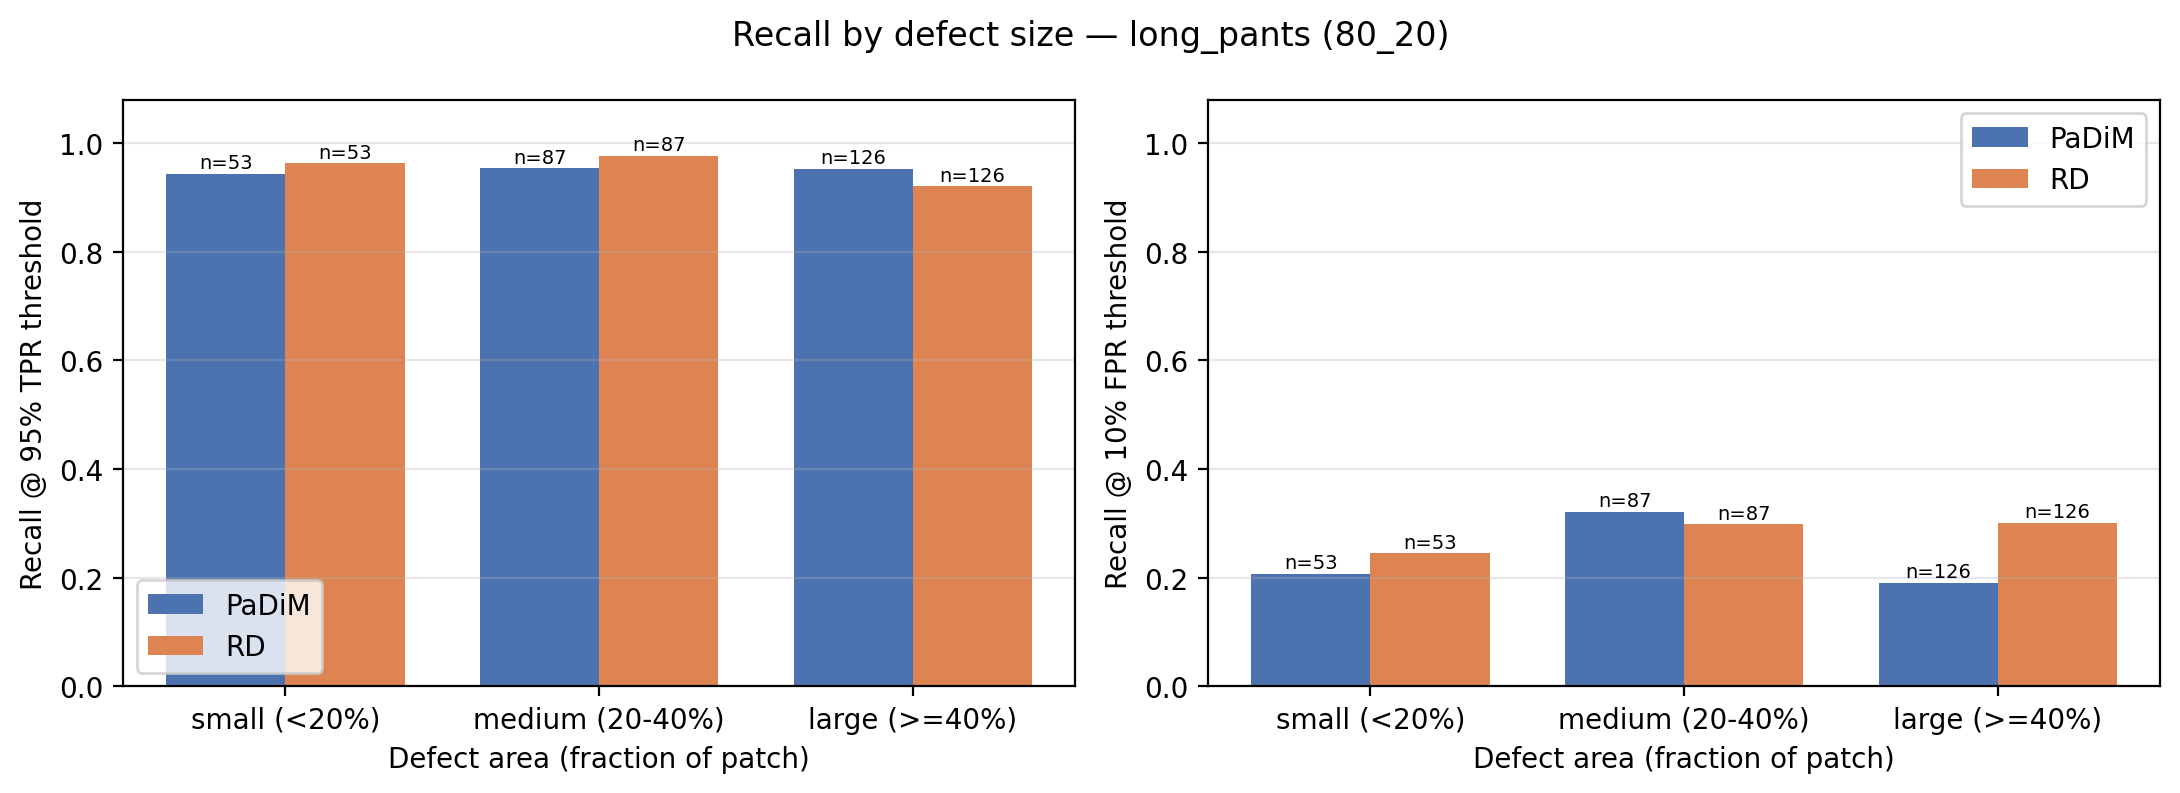 Recall by defect size — long_pants (80_20)
Recall @ 95% TPR threshold
1.0
0.8
0.6
0.4
0.2
0.0
n=53
n=53
n=87
n=87
n=126
n=126
PaDiM
RD
small (<20%)
medium (20-40%)
large (>=40%)
Defect area (fraction of patch)
Recall @ 10% FPR threshold
1.0
0.8
0.6
0.4
0.2
0.0
n=53
n=53
n=87
n=87
n=126
n=126
PaDiM
RD
small (<20%)
medium (20-40%)
large (>=40%)
Defect area (fraction of patch)